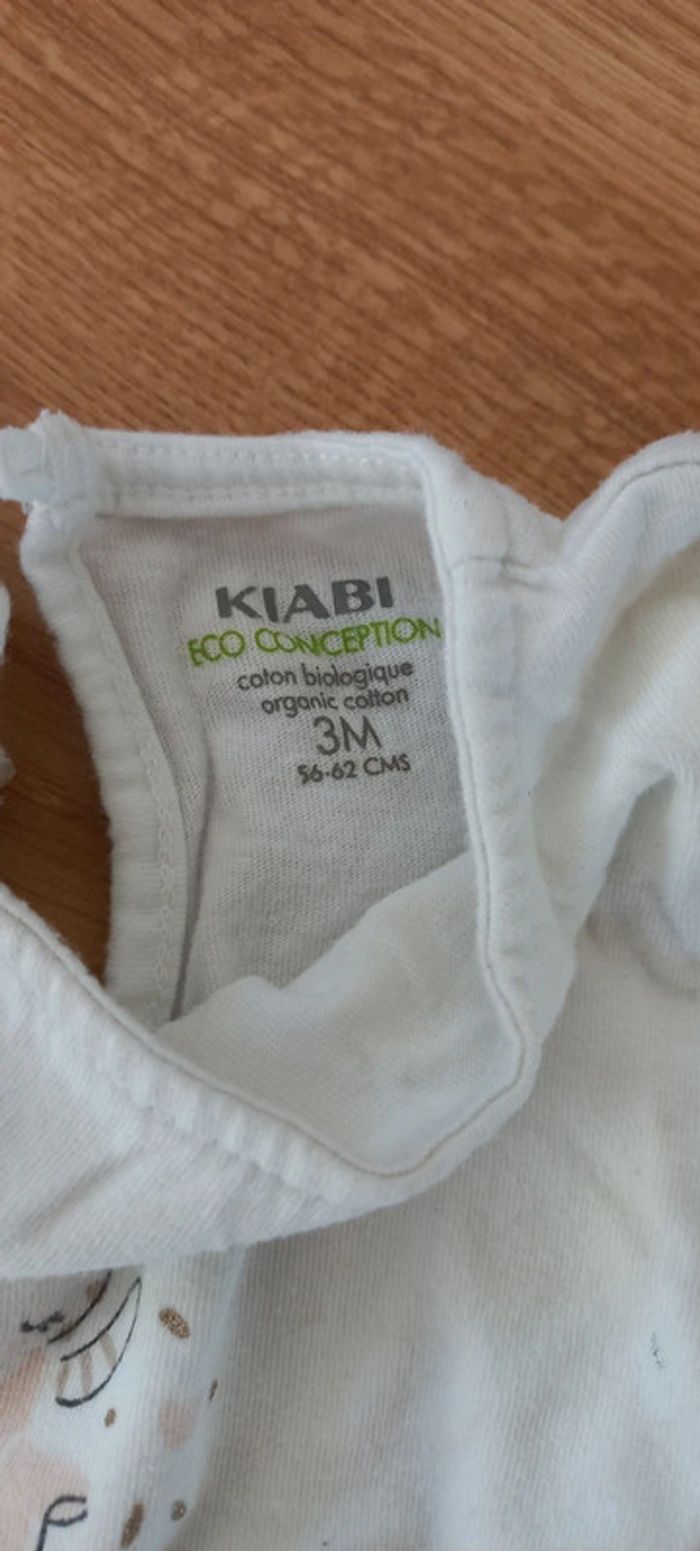 KIABI
ECO CONCEPTION
coton biologique
organic cotton
3M
56-62 CMS